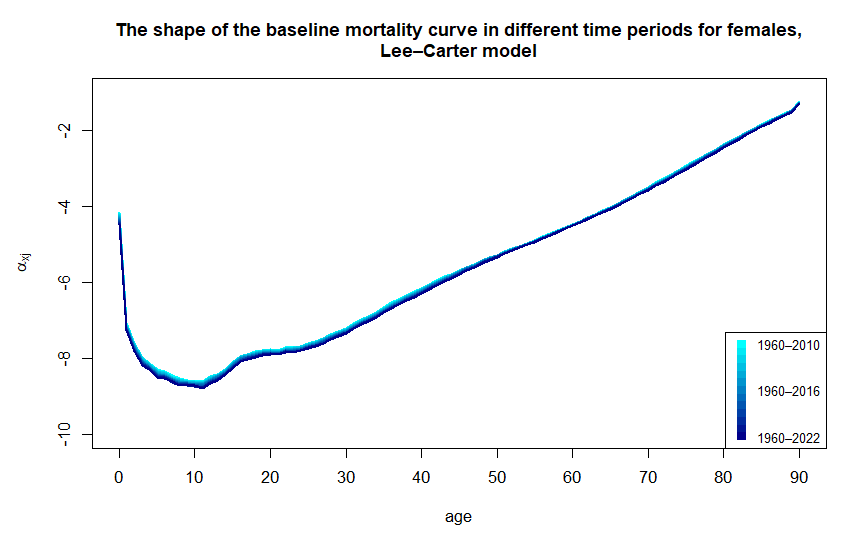 The shape of the baseline mortality curve in different time periods for females,
Lee–Carter model
αxj
-2
-4
-6
-8
-10
1960–2010
1960–2016
1960–2022
0 10 20 30 40 50 60 70 80 90
age